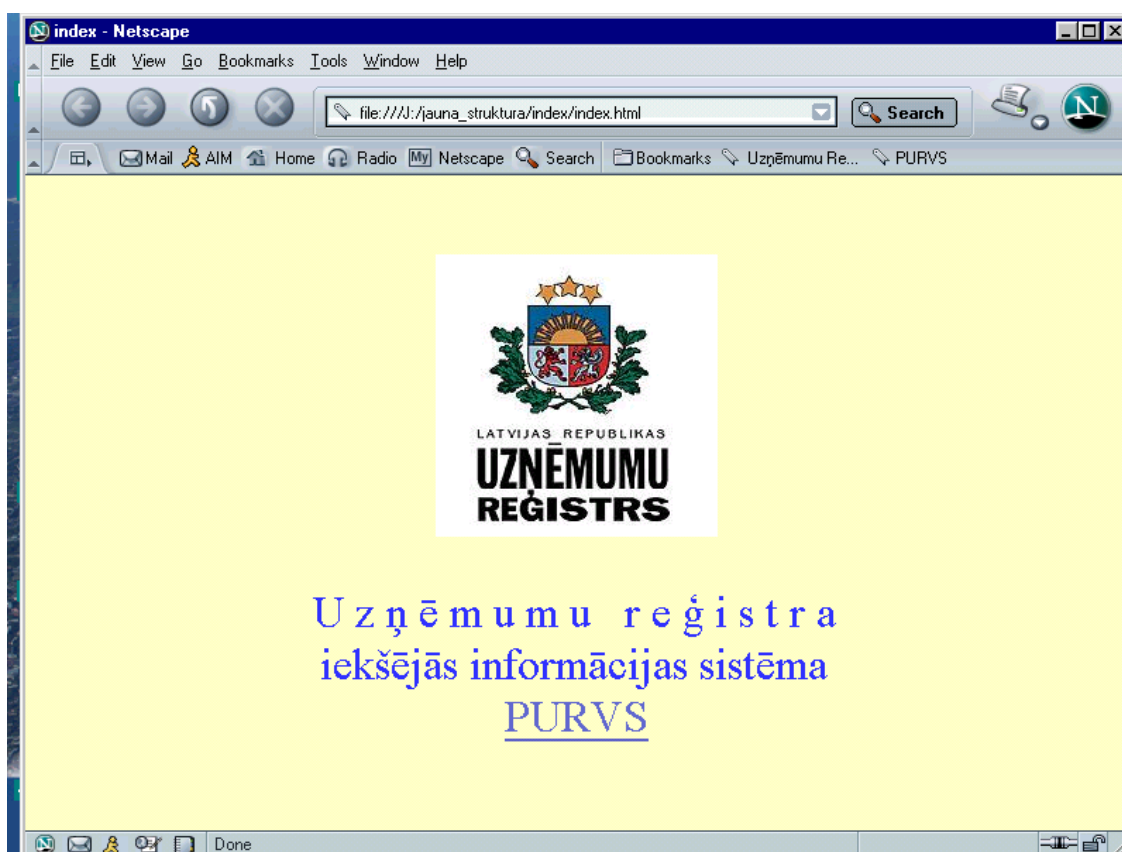 index - Netscape
File Edit View Go Bookmarks Tools Window Help
file:///J:/jauna_struktura/index/index.html Search N
Mail AIM Home Radio My Netscape Search Bookmarks Uzņēmumu Re... PURVS
LATVIJAS REPUBLIKAS
UZŅĒMUMU
REĢISTRS
Uzņēmumu reģistra
iekšējās informācijas sistēma
PURVS
Done